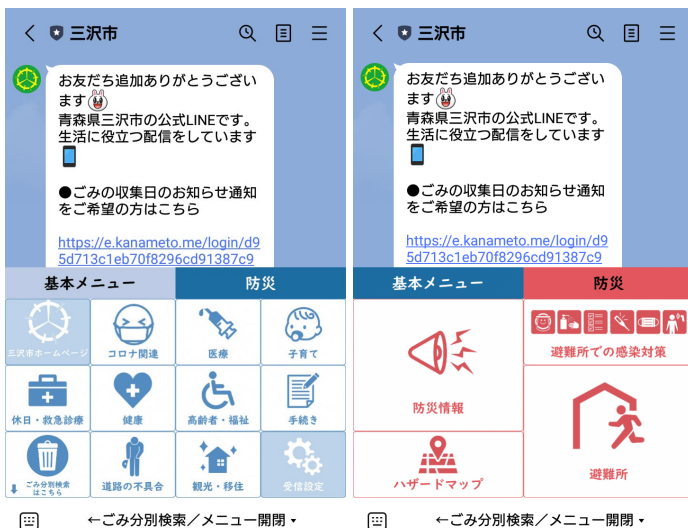 三沢市
お友だち追加ありがとうござい
ます
青森県三沢市の公式LINEです。
生活に役立つ配信をしています
●ごみの収集日のお知らせ通知
をご希望の方はこちら
https://e.kanameto.me/login/d9
5d713c1eb70f8296cd91387c9
基本メニュー
防災
三沢市ホームページ
コロナ関連
医療
子育て
休日・救急診療
健康
高齢者・福祉
手続き
ごみ分別検索
はこちら
道路の不具合
観光・移住
受信設定
←ごみ分別検索／メニュー開閉
三沢市
お友だち追加ありがとうござい
ます
青森県三沢市の公式LINEです。
生活に役立つ配信をしています
●ごみの収集日のお知らせ通知
をご希望の方はこちら
https://e.kanameto.me/login/d9
5d713c1eb70f8296cd91387c9
基本メニュー
防災
防災情報
避難所での感染対策
ハザードマップ
避難所
←ごみ分別検索／メニュー開閉